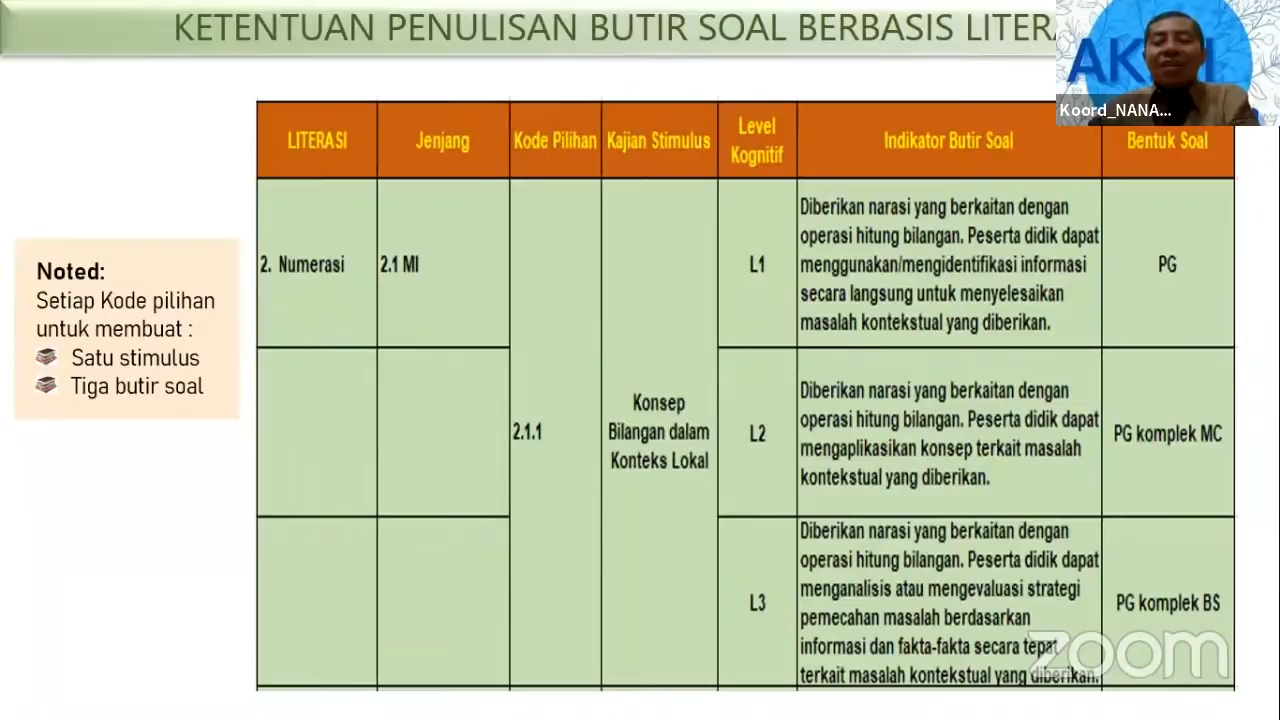 KETENTUAN PENULISAN BUTIR SOAL BERBASIS
Koord_NANA...
LITERASI
Jenjang
Kode Pilihan
Kajian Stimulus
Level
Kognitif
Indikator Butir Soal
Bentuk Soal
Noted:
Setiap Kode pilihan
untuk membuat :
Satu stimulus
Tiga butir soal
2. Numerasi
2.1 MI
2.1.1
Konsep
Bilangan dalam
Konteks Lokal
L1
Diberikan narasi yang berkaitan dengan
operasi hitung bilangan. Peserta didik dapat
menggunakan/mengidentifikasi informasi
secara langsung untuk menyelesaikan
masalah kontekstual yang diberikan.
PG
L2
Diberikan narasi yang berkaitan dengan
operasi hitung bilangan. Peserta didik dapat
mengaplikasikan konsep terkait masalah
kontekstual yang diberikan.
PG komplek MC
L3
Diberikan narasi yang berkaitan dengan
operasi hitung bilangan. Peserta didik dapat
menganalisis atau mengevaluasi strategi
pemecahan masalah berdasarkan
informasi dan fakta-fakta secara tepat
terkait masalah kontekstual yang diberikan.
PG komplek BS
zoom